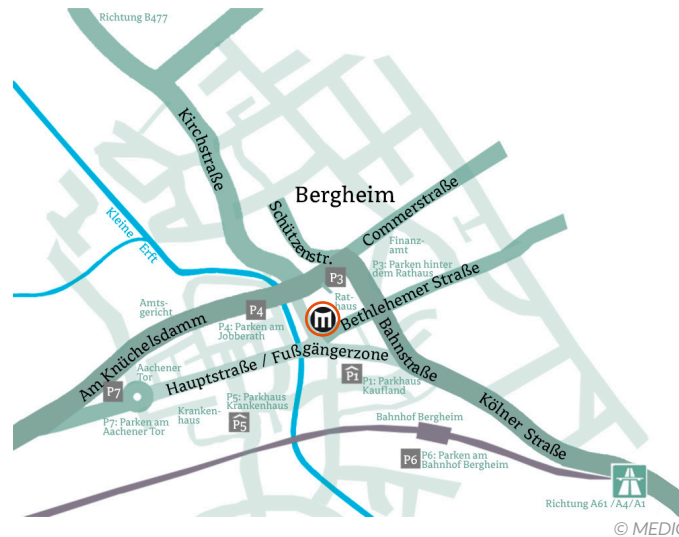 Richtung B477
Kirchstraße
Bergheim
Schützenstr.
Commerstraße
Kleine
Erft
Finanz-
amt
P3: Parken hinter
dem Rathaus
P3
Rat-
haus
Bethlehemer Straße
Amts-
gericht
P4
P4: Parken am
Jobberath
Am Knüchelsdamm
Bahnstraße
Hauptstraße / Fußgängerzone
Aachener
Tor
P7
P7: Parken am
Aachener Tor
Kranken-
haus
P5: Parkhaus
Krankenhaus
P5
P1
P1: Parkhaus
Kaufland
Kölner Straße
Bahnhof Bergheim
P6
P6: Parken am
Bahnhof Bergheim
Richtung A61 /A4/A1